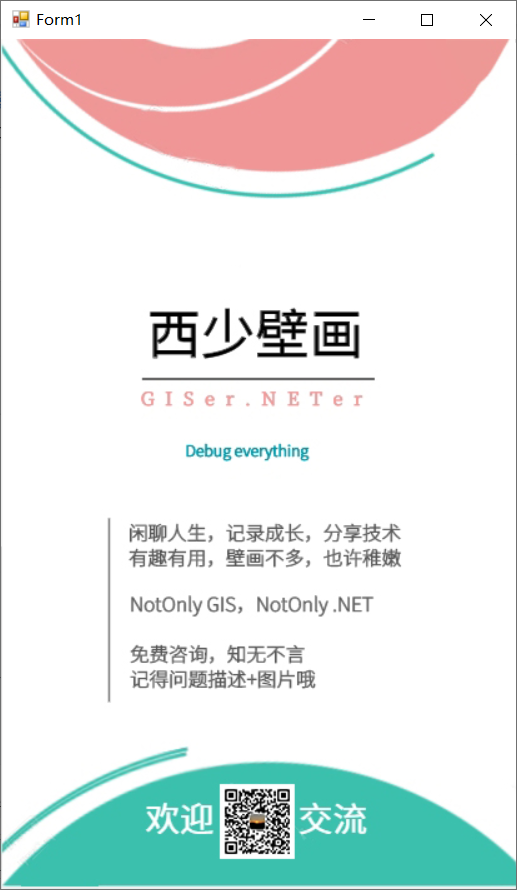 Form1
西少壁画
GISer.NETer
Debug everything
闲聊人生，记录成长，分享技术
有趣有用，壁画不多，也许稚嫩
NotOnly GIS，NotOnly .NET
免费咨询，知无不言
记得问题描述+图片哦
欢迎 交流